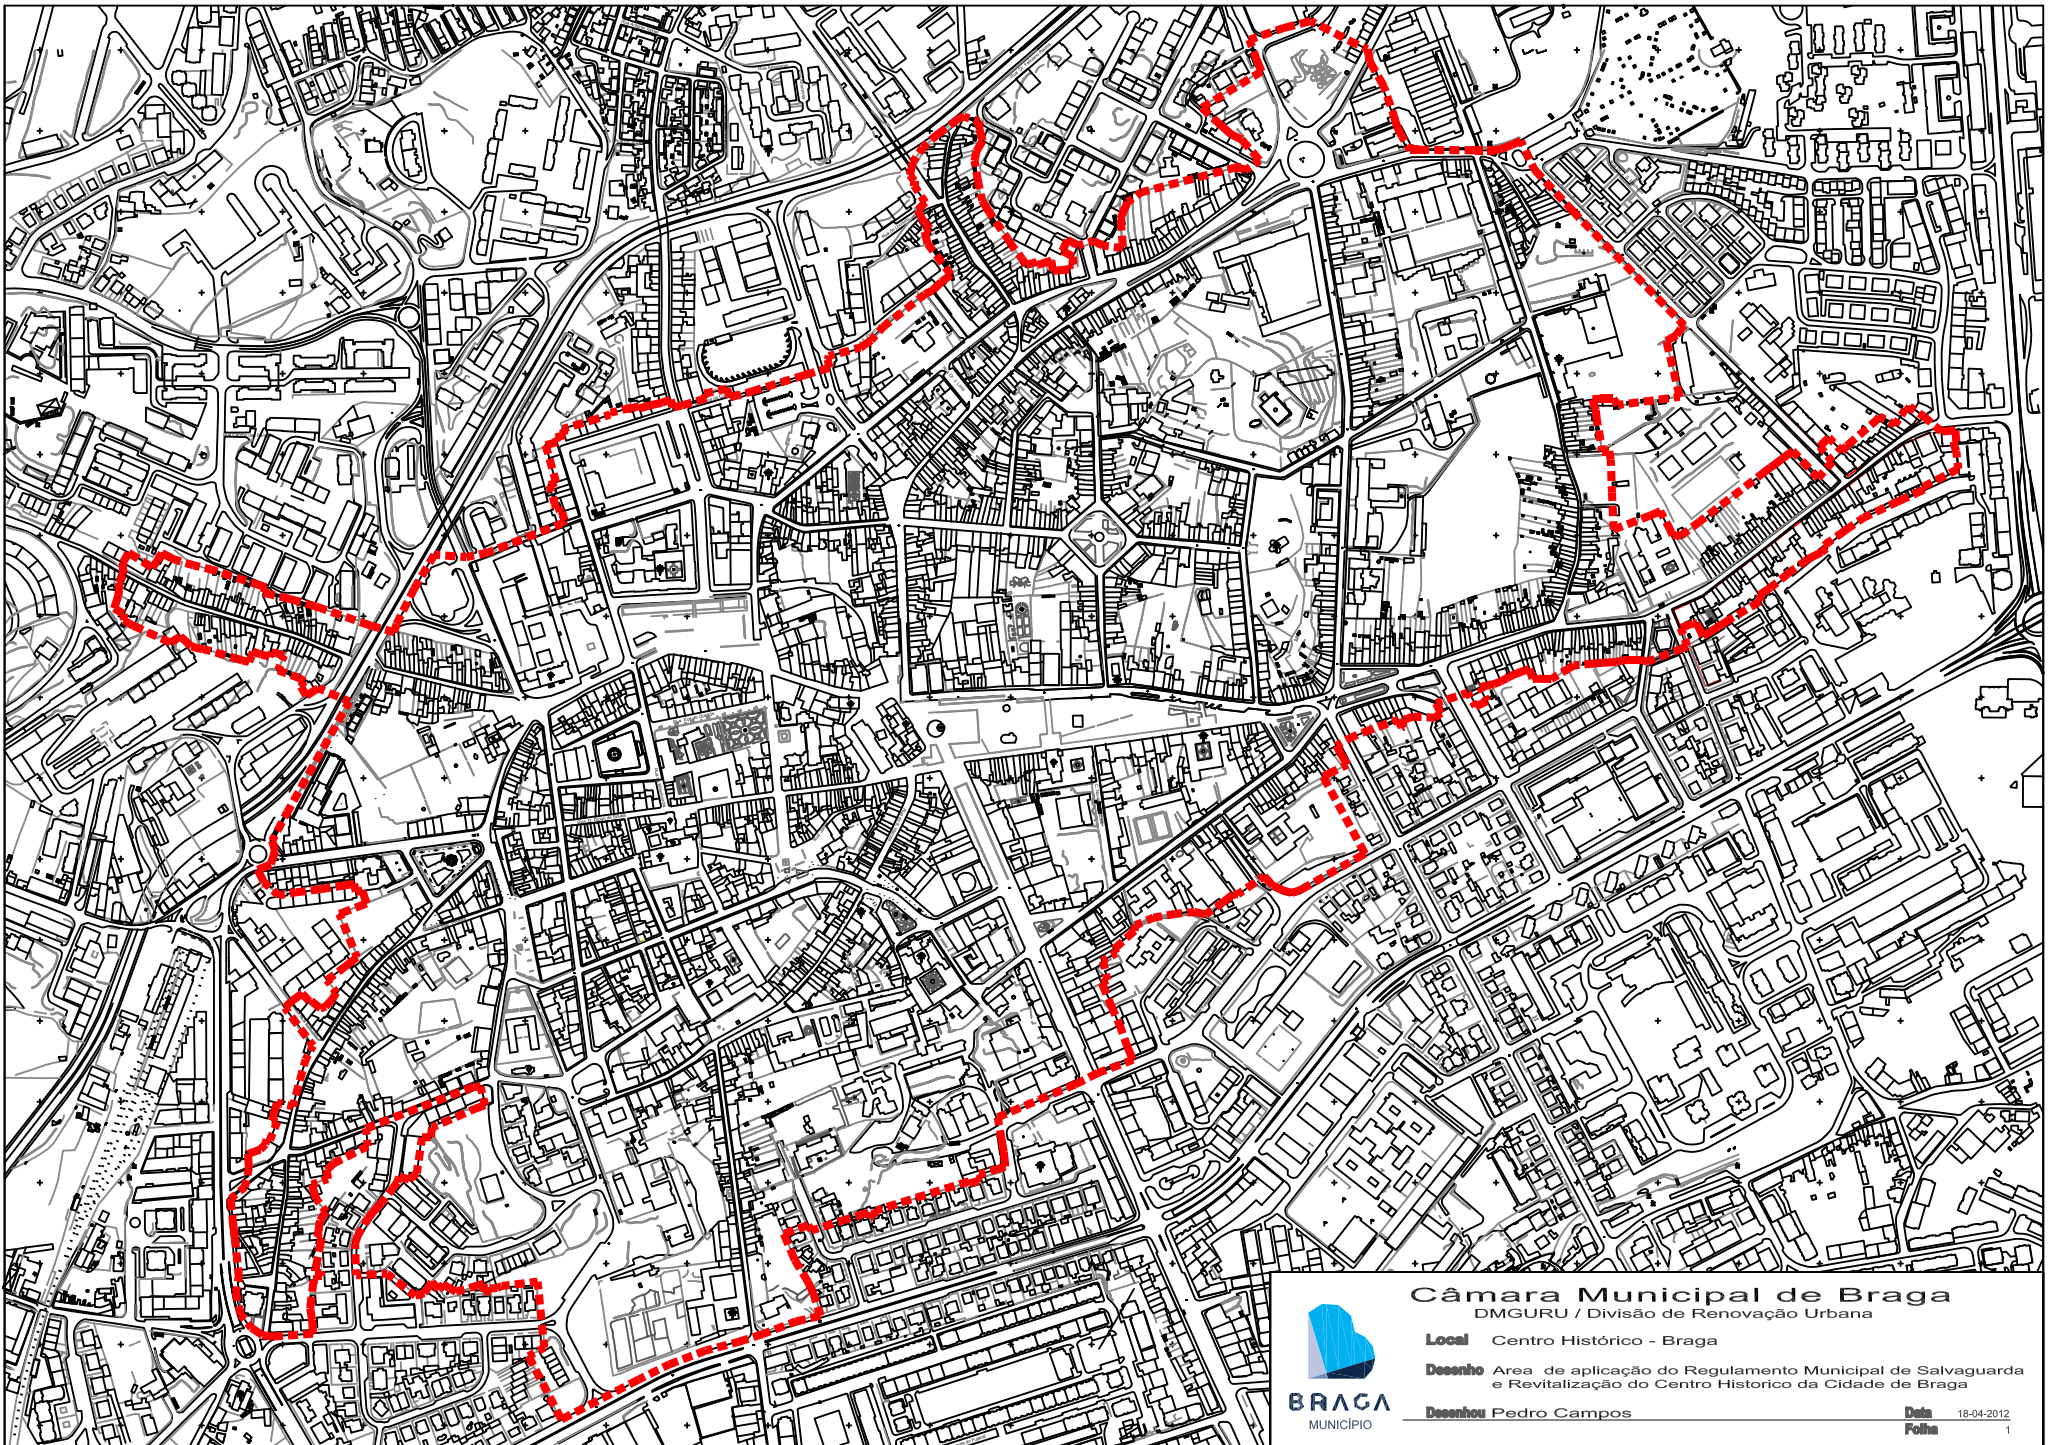 Câmara Municipal de Braga
DMGURU / Divisão de Renovação Urbana
Local Centro Histórico - Braga
Desenho Area de aplicação do Regulamento Municipal de Salvaguarda
e Revitalização do Centro Historico da Cidade de Braga
Desenhou Pedro Campos
Data 18-04-2012
Folha 1
BRAGA
MUNICÍPIO